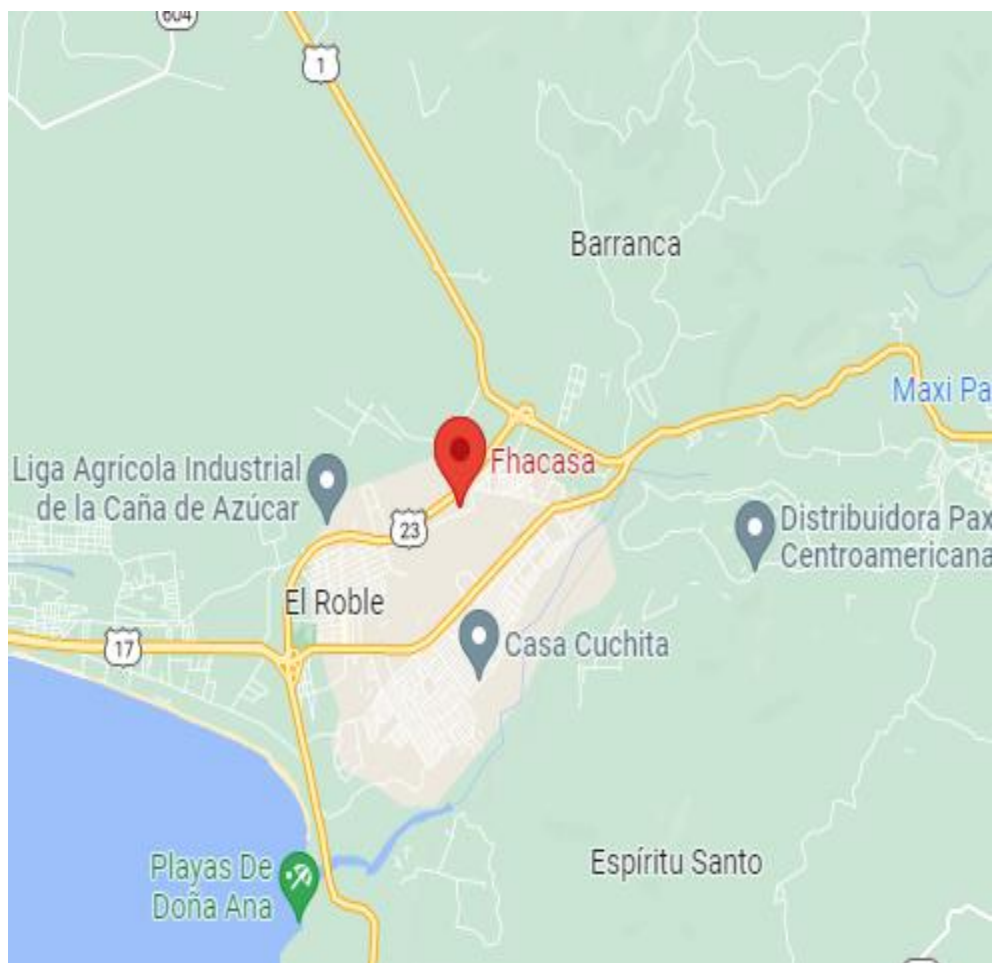 604
1
Barranca
Maxi Pa
Fhacasa
Liga Agrícola Industrial
de la Caña de Azúcar
23
Distribuidora Pax
Centroamericana
El Roble
17
Casa Cuchita
Espíritu Santo
Playas De
Doña Ana